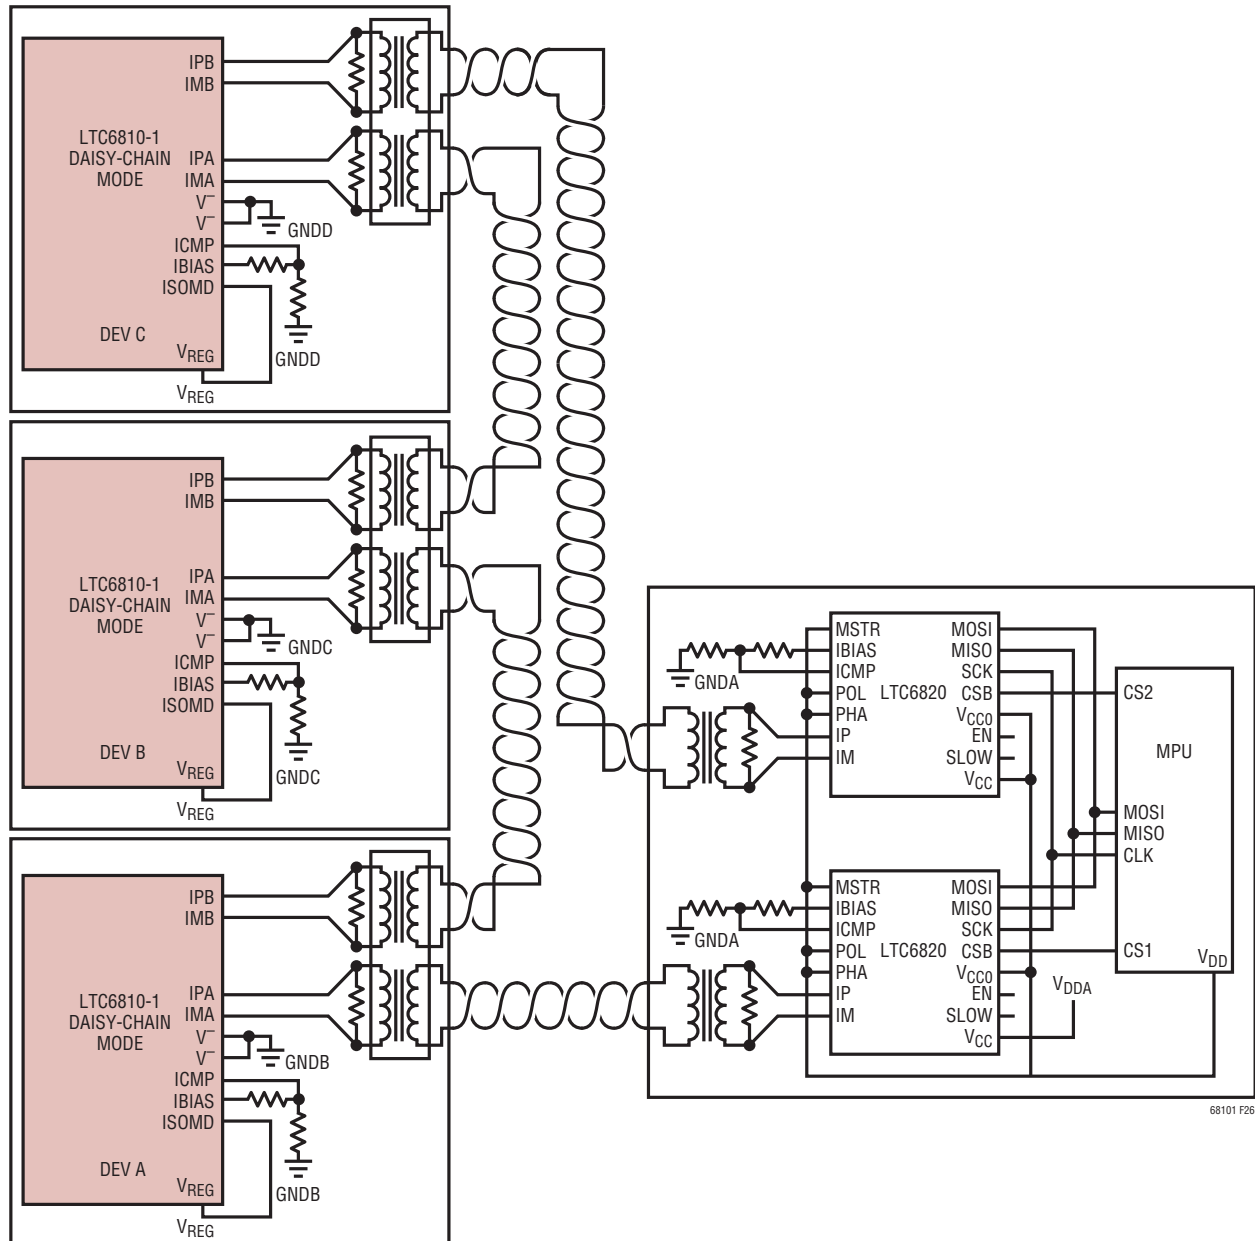 IPB
IMB
LTC6810-1
DAISY-CHAIN
MODE
IPA
IMA
V–
V–
GNDD
ICMP
IBIAS
ISOMD
DEV C
GNDD
VREG
VREG
IPB
IMB
LTC6810-1
DAISY-CHAIN
MODE
IPA
IMA
V–
V–
GNDC
ICMP
IBIAS
ISOMD
DEV B
GNDC
VREG
VREG
IPB
IMB
LTC6810-1
DAISY-CHAIN
MODE
IPA
IMA
V–
V–
GNDB
ICMP
IBIAS
ISOMD
DEV A
GNDB
VREG
VREG
GNDA
MSTR
IBIAS
ICMP
POL
PHA
IP
IM
LTC6820
MOSI
MISO
SCK
CSB
VCC0
EN
SLOW
VCC
GNDA
MSTR
IBIAS
ICMP
POL
PHA
IP
IM
LTC6820
MOSI
MISO
SCK
CSB
VCC0
EN
SLOW
VCC
VDDA
CS2
MPU
MOSI
MISO
CLK
CS1
VDD
68101 F26